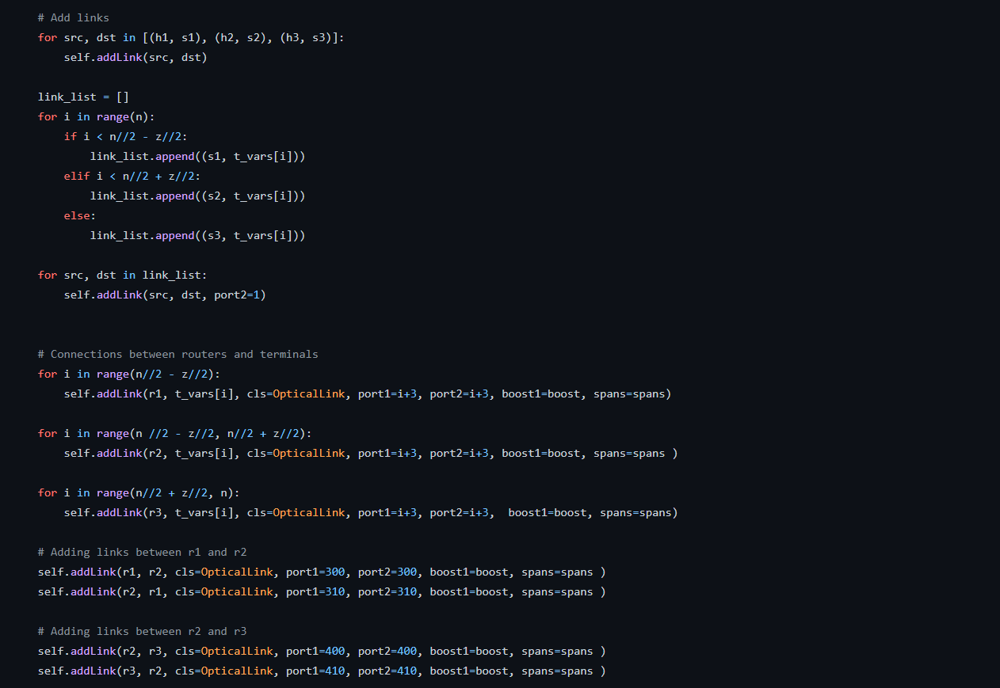 # Add links
for src, dst in [(h1, s1), (h2, s2), (h3, s3)]:
    self.addLink(src, dst)

link_list = []
for i in range(n):
    if i < n//2 - z//2:
        link_list.append((s1, t_vars[i]))
    elif i < n//2 + z//2:
        link_list.append((s2, t_vars[i]))
    else:
        link_list.append((s3, t_vars[i]))

for src, dst in link_list:
    self.addLink(src, dst, port2=1)


# Connections between routers and terminals
for i in range(n//2 - z//2):
    self.addLink(r1, t_vars[i], cls=OpticalLink, port1=i+3, port2=i+3, boost1=boost, spans=spans)

for i in range(n //2 - z//2, n//2 + z//2):
    self.addLink(r2, t_vars[i], cls=OpticalLink, port1=i+3, port2=i+3, boost1=boost, spans=spans )

for i in range(n//2 + z//2, n):
    self.addLink(r3, t_vars[i], cls=OpticalLink, port1=i+3, port2=i+3,  boost1=boost, spans=spans)

# Adding links between r1 and r2
self.addLink(r1, r2, cls=OpticalLink, port1=300, port2=300, boost1=boost, spans=spans )
self.addLink(r2, r1, cls=OpticalLink, port1=310, port2=310, boost1=boost, spans=spans )

# Adding links between r2 and r3
self.addLink(r2, r3, cls=OpticalLink, port1=400, port2=400, boost1=boost, spans=spans )
self.addLink(r3, r2, cls=OpticalLink, port1=410, port2=410, boost1=boost, spans=spans )